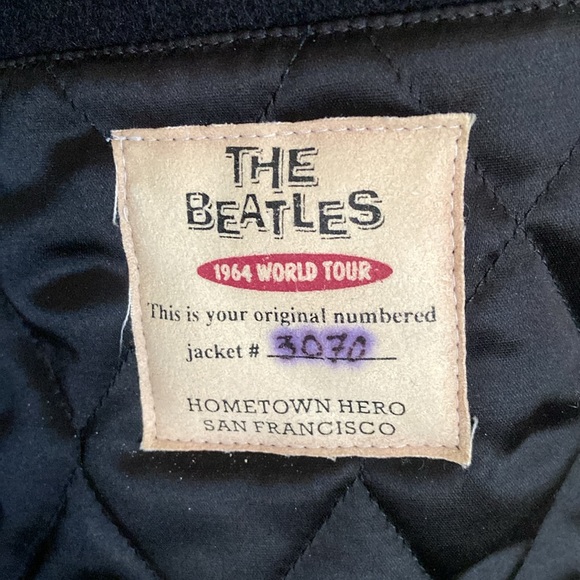 THE
BEATLES
1964 WORLD TOUR
This is your original numbered
jacket # 3070
HOMETOWN HERO
SAN FRANCISCO